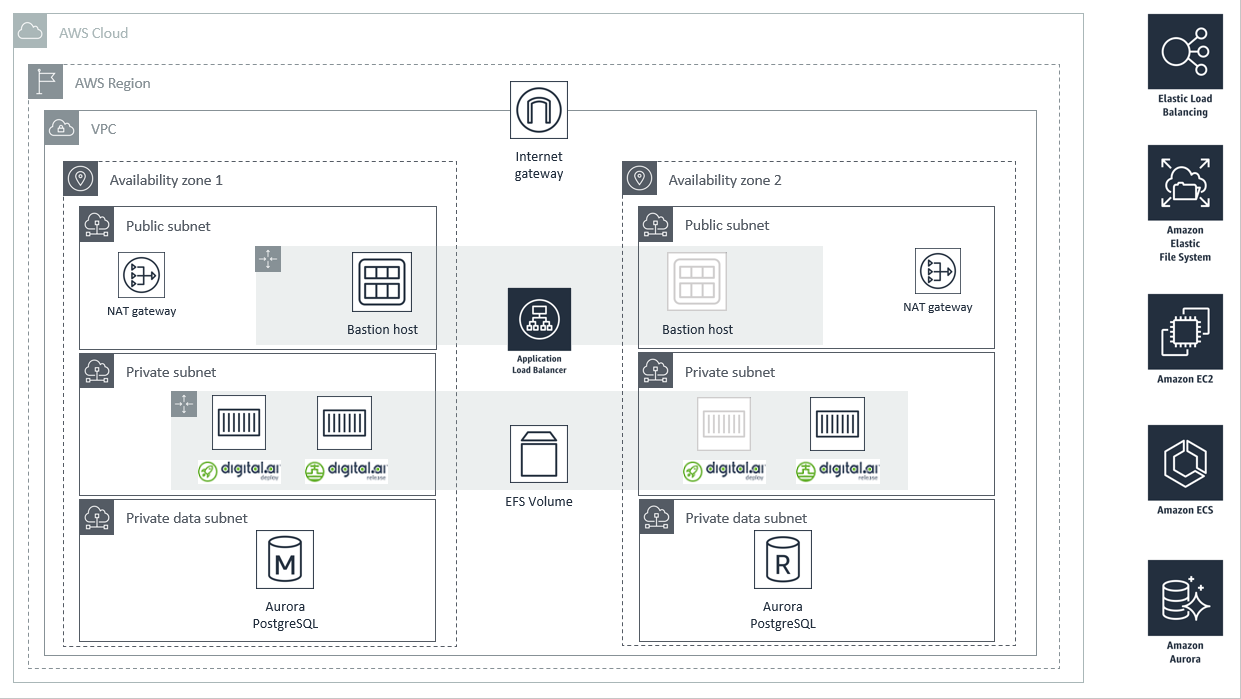 AWS Cloud
AWS Region
VPC
Internet
gateway
Availability zone 1
Public subnet
NAT gateway
Bastion host
Private subnet
digital.ai
deploy
digital.ai
release
Private data subnet
M
Aurora
PostgreSQL
Application
Load Balancer
EFS Volume
Availability zone 2
Public subnet
Bastion host
NAT gateway
Private subnet
digital.ai
deploy
digital.ai
release
Private data subnet
R
Aurora
PostgreSQL
Elastic Load
Balancing
Amazon
Elastic
File System
Amazon EC2
Amazon ECS
Amazon
Aurora